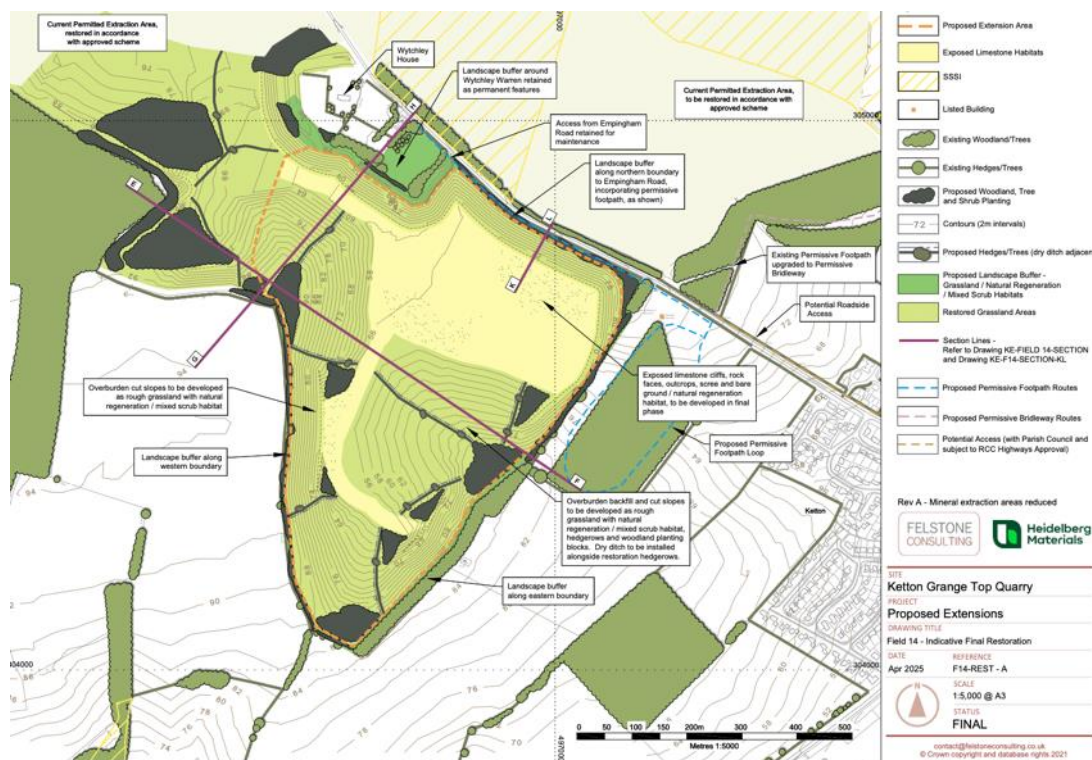 Current Permitted Extraction Area,
restored in accordance
with approved scheme
Wytchley
House
Landscape buffer around
Wytchley Warren retained
as permanent features
Current Permitted Extraction Area,
to be restored in accordance with
approved scheme
Access from Empingham
Road retained for
maintenance
Landscape buffer
along northern boundary
to Empingham Road,
incorporating permissive
footpath, as shown)
Existing Permissive Footpath
upgraded to Permissive
Bridleway
Potential Roadside
Access
Exposed limestone cliffs, rock
faces, outcrops, scree and bare
ground / natural regeneration
habitat, to be developed in final
phase
Proposed Permissive
Footpath Loop
Overburden cut slopes to be developed
as rough grassland with natural
regeneration / mixed scrub habitat
Landscape buffer along
western boundary
Overburden backfill and cut slopes
to be developed as rough
grassland with natural
regeneration / mixed scrub habitat,
hedgerows and woodland planting
blocks. Dry ditch to be installed
alongside restoration hedgerows.
Landscape buffer
along eastern boundary
Ketton
E
F
G
H
K
L
497000
305000
304000
304000
497000
0 50 100 150 200m 300 400 500
Metres 1:5000
Proposed Extension Area
Exposed Limestone Habitats
SSSI
Listed Building
Existing Woodland/Trees
Existing Hedges/Trees
Proposed Woodland, Tree
and Shrub Planting
72
Contours (2m intervals)
Proposed Hedges/Trees (dry ditch adjacen
Proposed Landscape Buffer -
Grassland / Natural Regeneration
/ Mixed Scrub Habitats
Restored Grassland Areas
Section Lines -
Refer to Drawing KE-FIELD 14-SECTION
and Drawing KE-F14-SECTION-KL
Proposed Permissive Footpath Routes
Proposed Permissive Bridleway Routes
Potential Access (with Parish Council and
subject to RCC Highways Approval)
Rev A - Mineral extraction areas reduced
FELSTONE
CONSULTING
Heidelberg
Materials
SITE
Ketton Grange Top Quarry
PROJECT
Proposed Extensions
DRAWING TITLE
Field 14 - Indicative Final Restoration
DATE
Apr 2025
REFERENCE
F14-REST - A
SCALE
1:5,000 @ A3
STATUS
FINAL
N
contact@felstoneconsulting.co.uk
© Crown copyright and database rights 2021